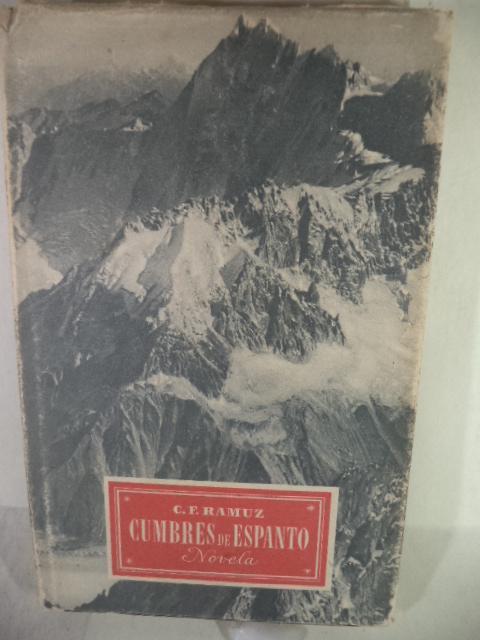 C. F. RAMUZ
CUMBRES DE ESPANTO
Novela